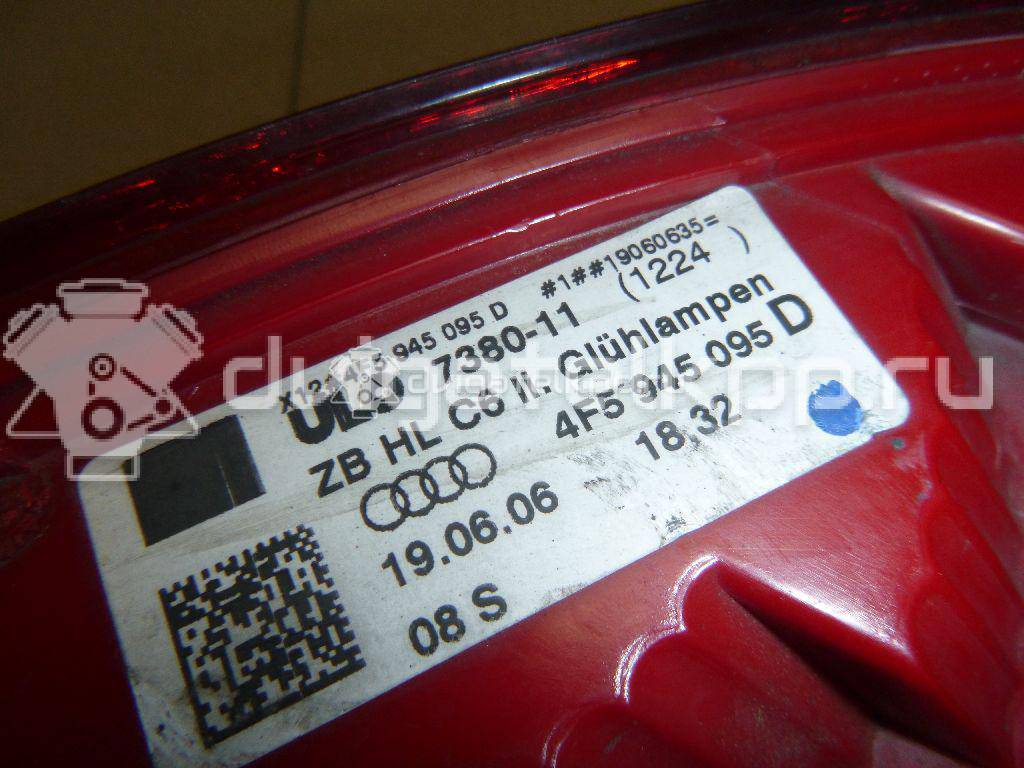 945 095 D #1##19060635=
ULO 7380-11 (1224 )
ZB HL C6 li. Glühlampen
4F5 945 095 D
19.06.06 18.32
08 S